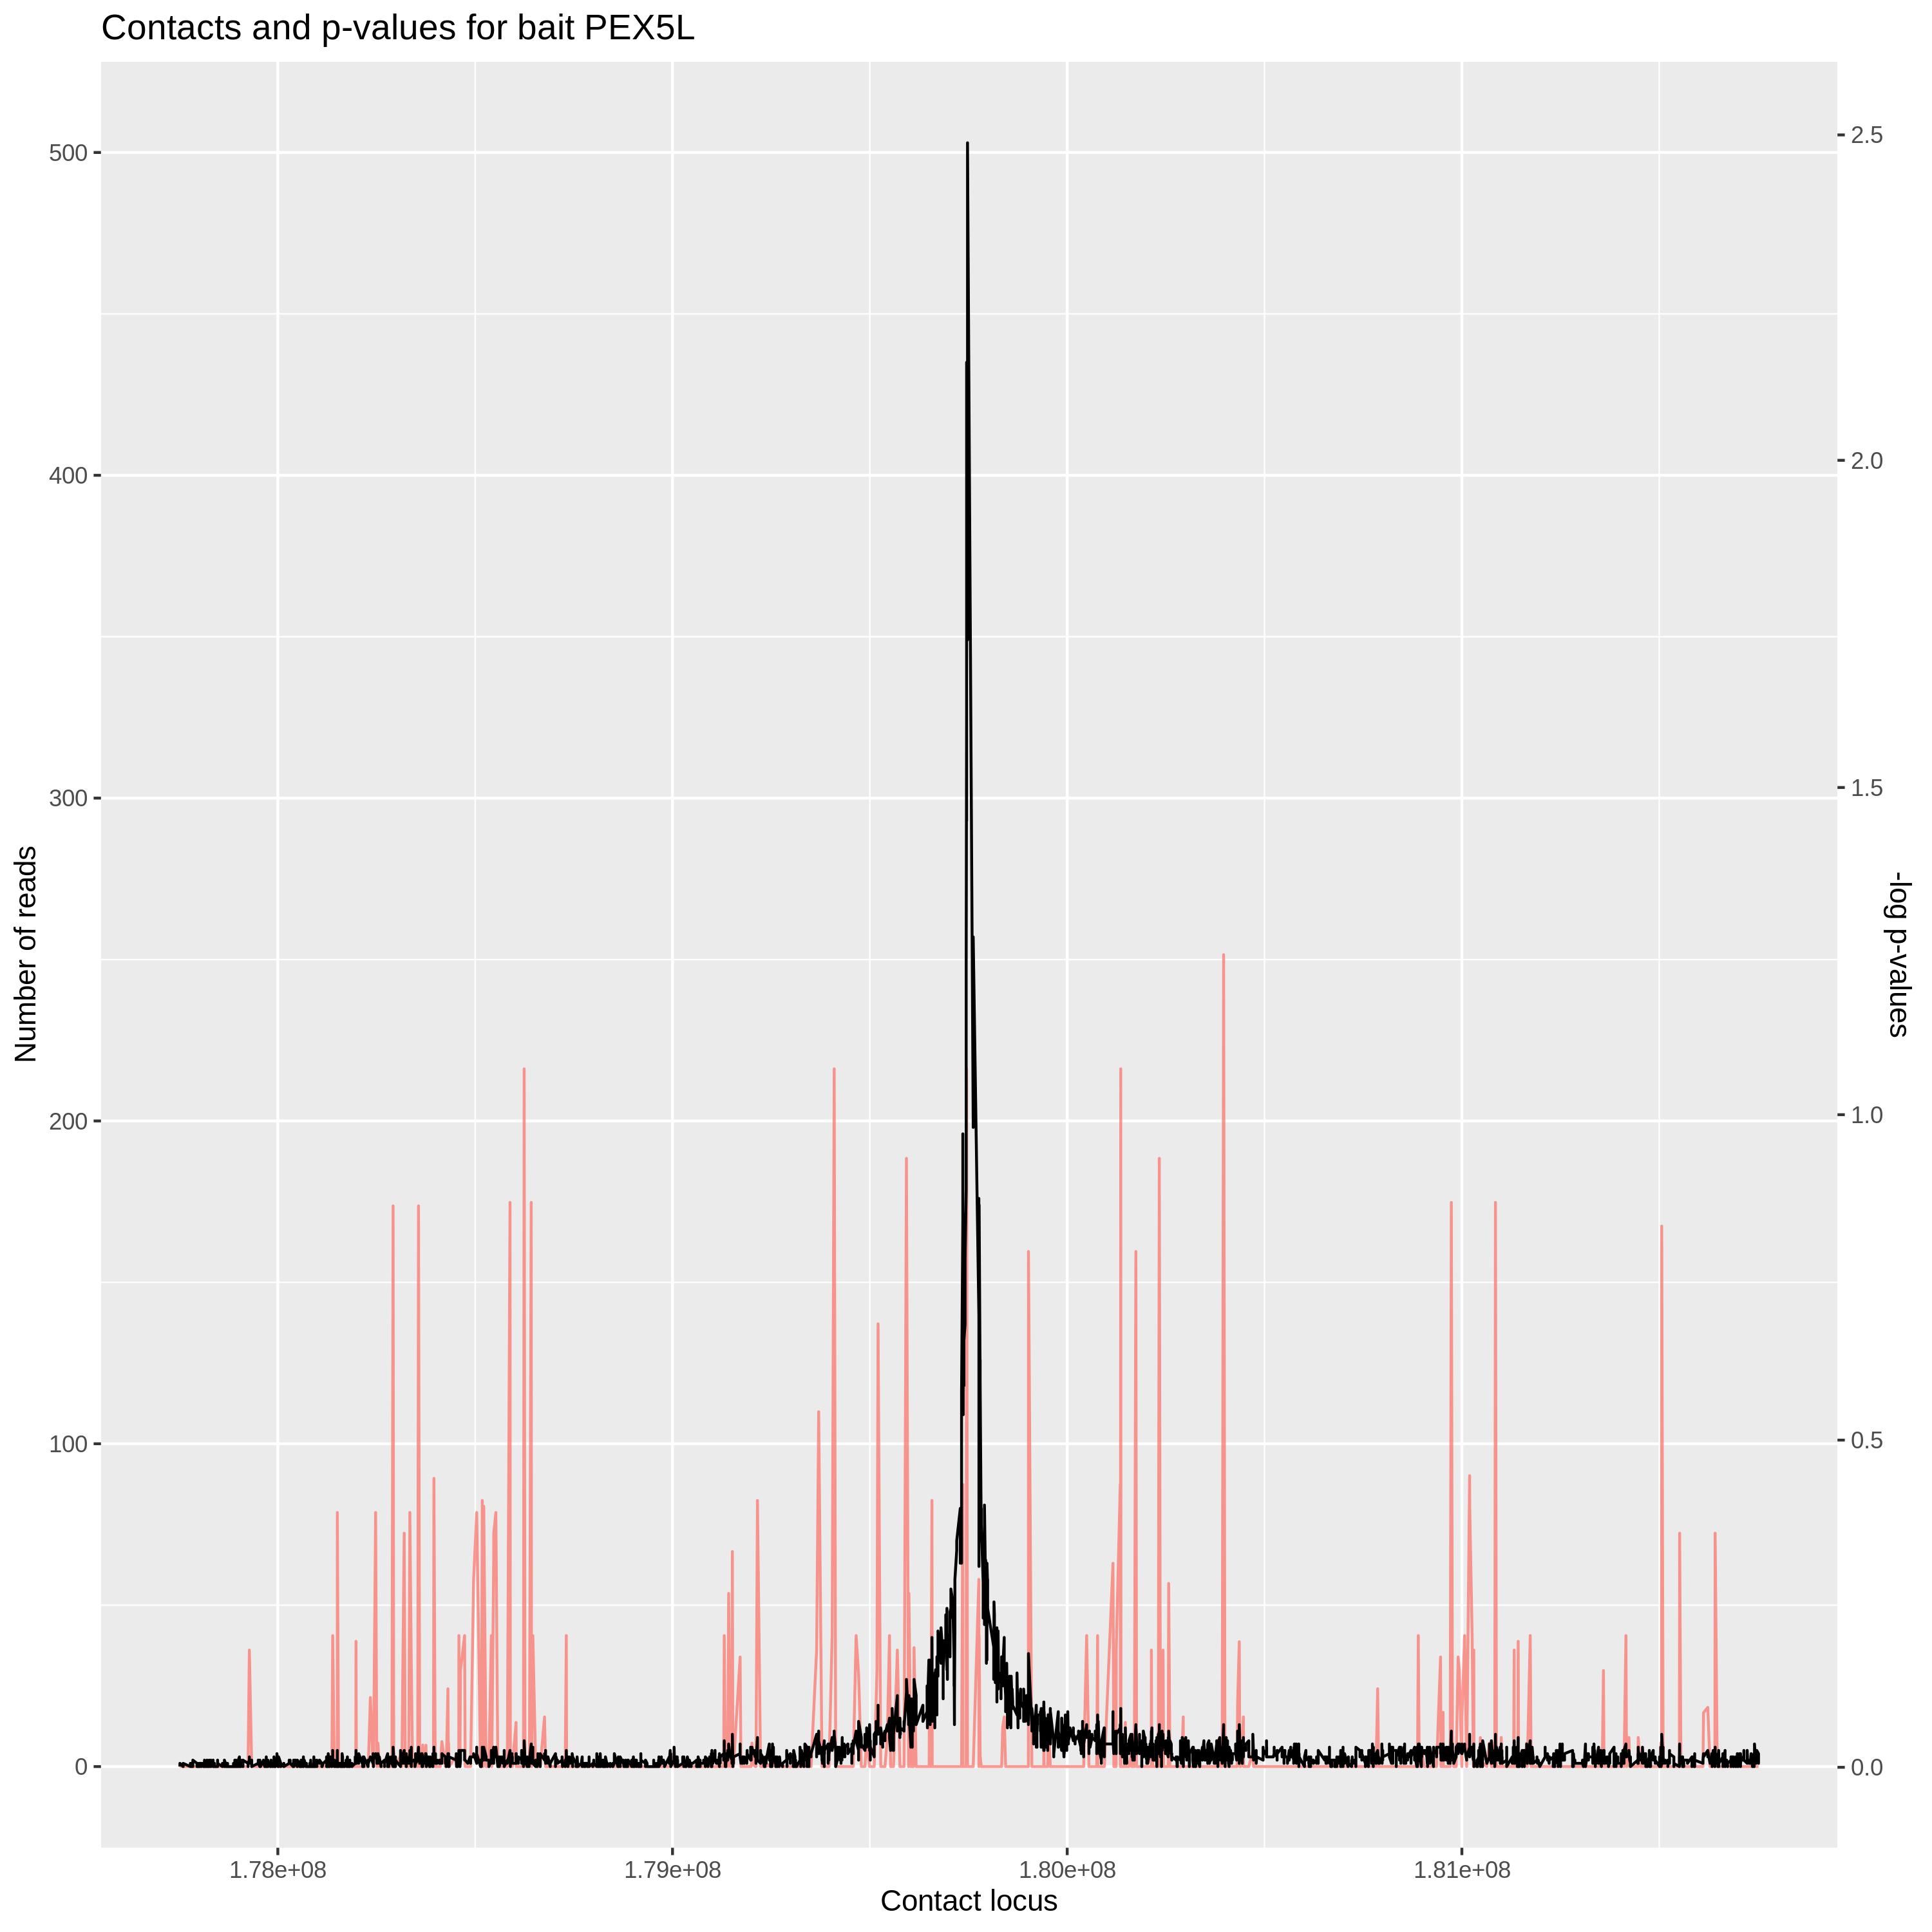 Contacts and p-values for bait PEX5L
500
400
300
200
100
0
Number of reads
2.5
2.0
1.5
1.0
0.5
0.0
-log p-values
1.78e+08
1.79e+08
1.80e+08
1.81e+08
Contact locus